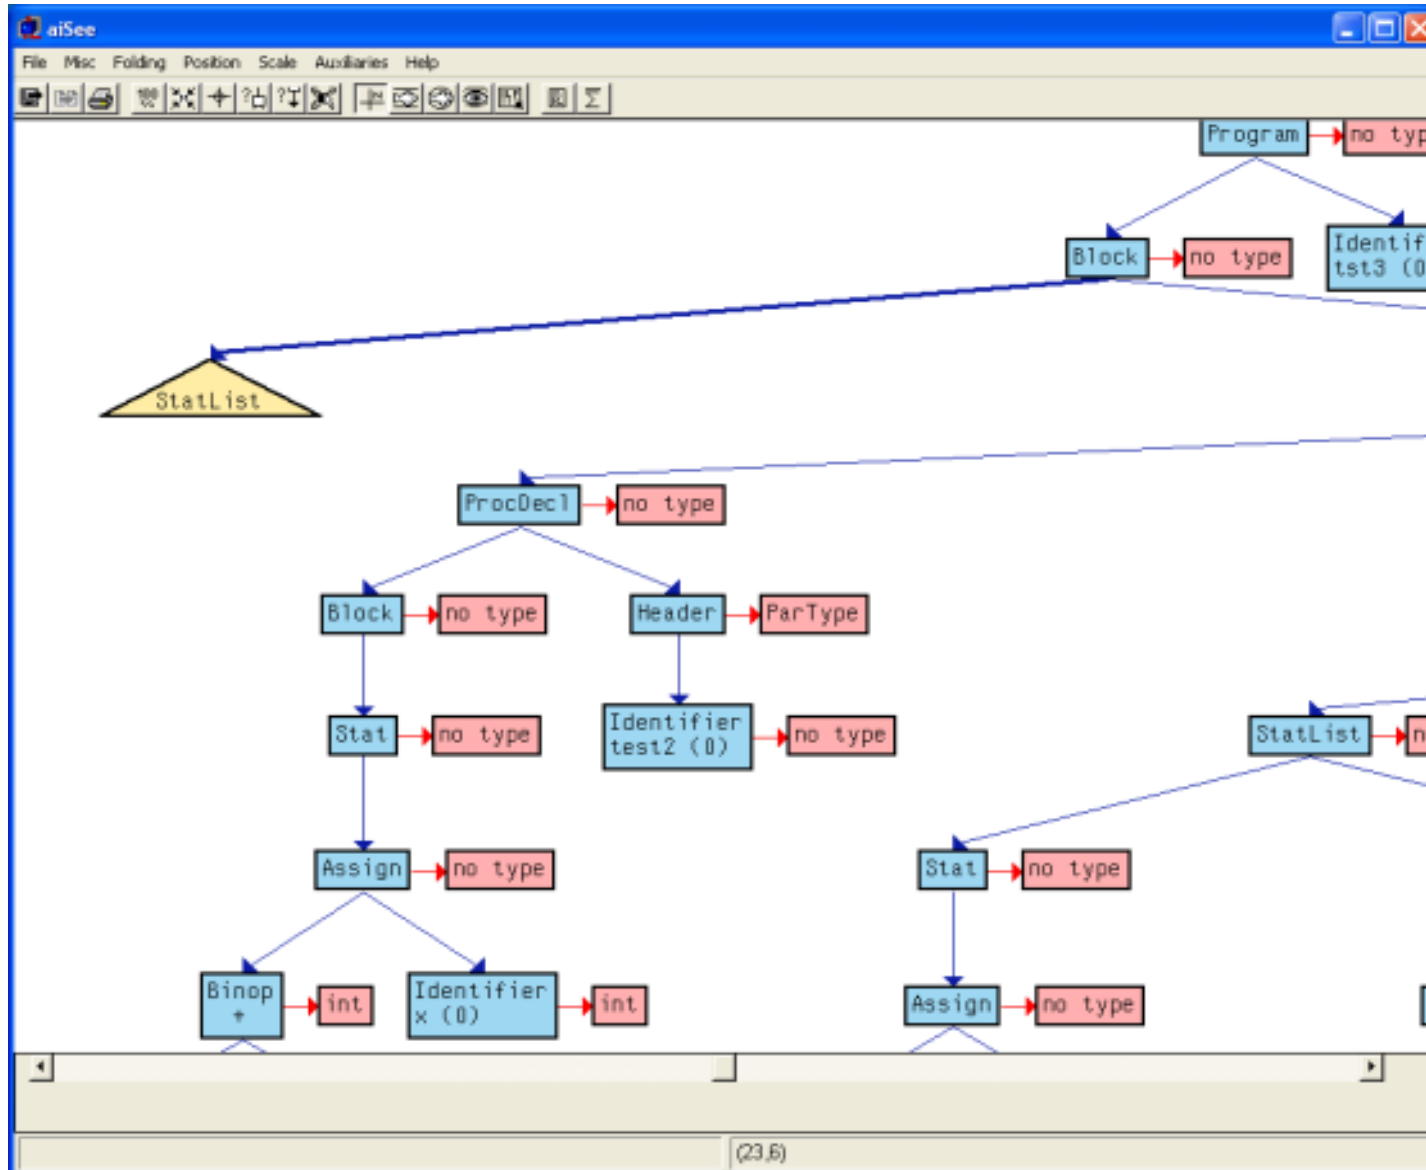 aiSee
File Misc Folding Position Scale Auxiliaries Help
Program no typ
Block no type Identif
tst3 (0
StatList
ProcDecl no type
Block no type Header ParType
Stat no type Identifier
test2 (0) no type StatList n
Assign no type Stat no type
Binop
+ int Identifier
x (0) int Assign no type
(23,6)